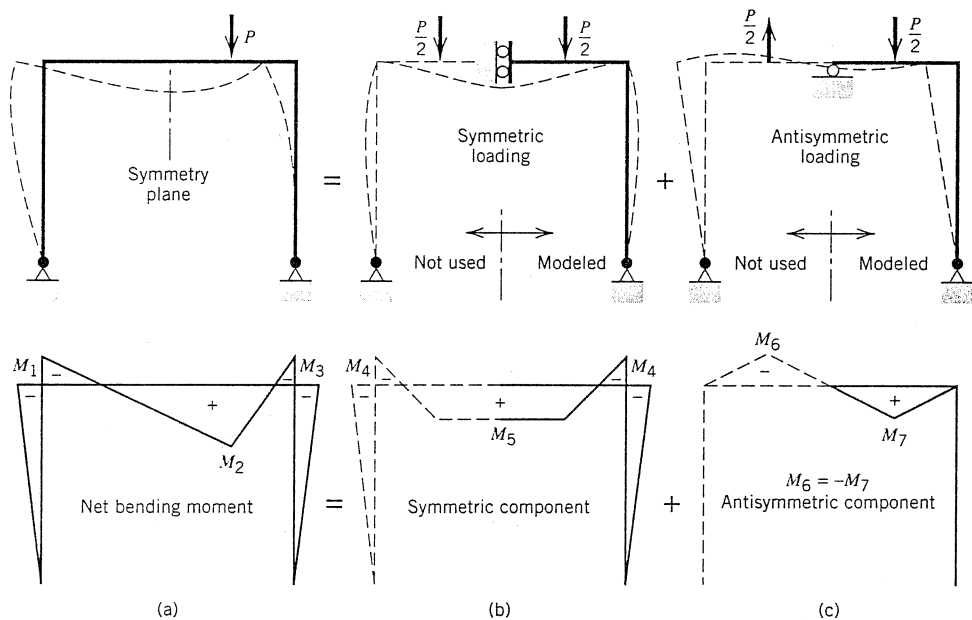 P
P/2
P/2
P/2
P/2
Symmetry
plane
=
Symmetric
loading
+
Antisymmetric
loading
Not used
Modeled
Not used
Modeled
M1
M3
M4
M4
M6
−
−
−
−
+
M2
−
−
+
M5
−
+
M7
Net bending moment
=
Symmetric component
+
M6 = −M7
Antisymmetric component
(a)
(b)
(c)